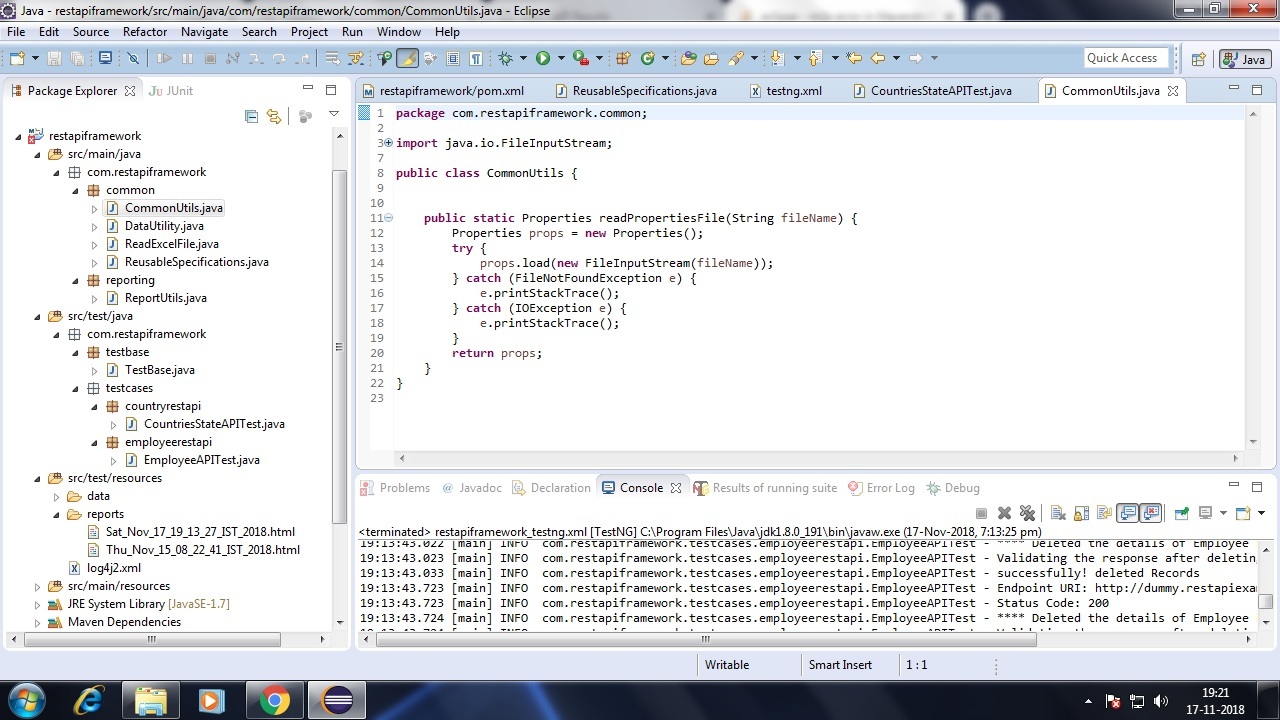 Java - restapiframework/src/main/java/com/restapiframework/common/CommonUtils.java - Eclipse
File Edit Source Refactor Navigate Search Project Run Window Help
Quick Access
Java
Package Explorer
JUnit
restapiframework
src/main/java
com.restapiframework
common
CommonUtils.java
DataUtility.java
ReadExcelFile.java
ReusableSpecifications.java
reporting
ReportUtils.java
src/test/java
com.restapiframework
testbase
TestBase.java
testcases
countryrestapi
CountriesStateAPITest.java
employeerestapi
EmployeeAPITest.java
src/test/resources
data
reports
Sat_Nov_17_19_13_27_IST_2018.html
Thu_Nov_15_08_22_41_IST_2018.html
log4j2.xml
src/main/resources
JRE System Library [JavaSE-1.7]
Maven Dependencies
restapiframework/pom.xml ReusableSpecifications.java testng.xml CountriesStateAPITest.java CommonUtils.java
1 package com.restapiframework.common;
2
3 import java.io.FileInputStream;
7
8 public class CommonUtils {
9
10
11 public static Properties readPropertiesFile(String fileName) {
12 Properties props = new Properties();
13 try {
14 props.load(new FileInputStream(fileName));
15 } catch (FileNotFoundException e) {
16 e.printStackTrace();
17 } catch (IOException e) {
18 e.printStackTrace();
19 }
20 return props;
21 }
22 }
23
Problems @ Javadoc Declaration Console Results of running suite Error Log Debug
<terminated> restapiframework_testng.xml [TestNG] C:\Program Files\Java\jdk1.8.0_191\bin\javaw.exe (17-Nov-2018, 7:13:25 pm)
19:13:43.022 [main] INFO com.restapiframework.testcases.employeerestapi.EmployeeAPITest - **** Deleted the details of Employee
19:13:43.023 [main] INFO com.restapiframework.testcases.employeerestapi.EmployeeAPITest - Validating the response after deletin
19:13:43.033 [main] INFO com.restapiframework.testcases.employeerestapi.EmployeeAPITest - successfully! deleted Records
19:13:43.723 [main] INFO com.restapiframework.testcases.employeerestapi.EmployeeAPITest - Endpoint URI: http://dummy.restapiexa
19:13:43.723 [main] INFO com.restapiframework.testcases.employeerestapi.EmployeeAPITest - Status Code: 200
19:13:43.724 [main] INFO com.restapiframework.testcases.employeerestapi.EmployeeAPITest - **** Deleted the details of Employee
Writable Smart Insert 1 : 1
19:21
17-11-2018